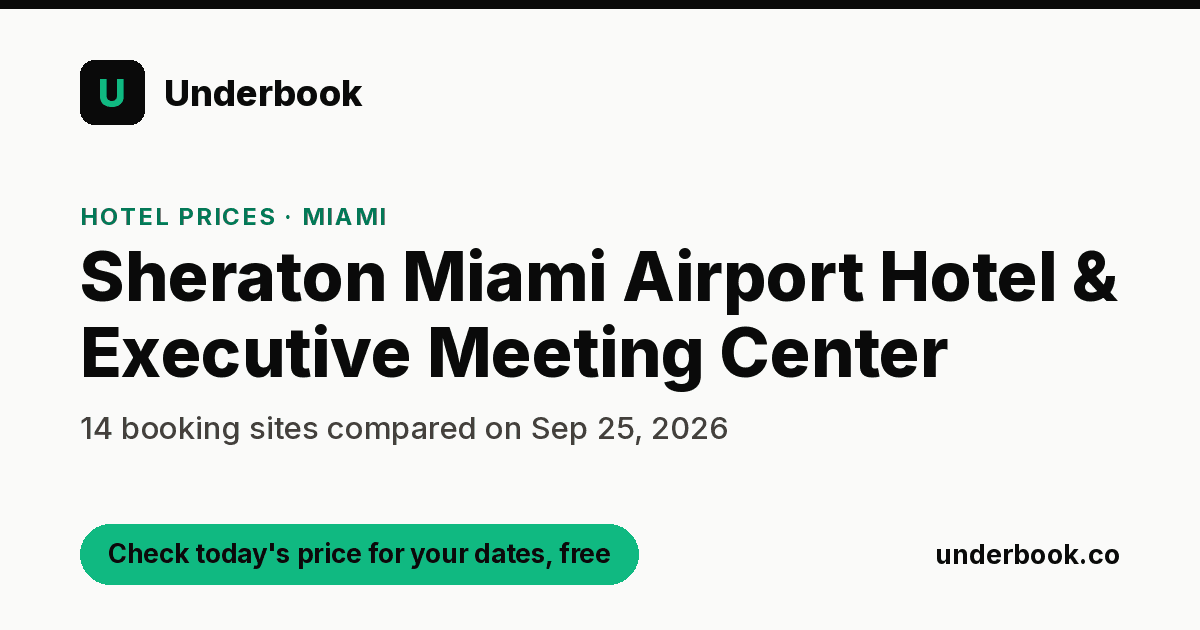 U
Underbook
HOTEL PRICES · MIAMI
Sheraton Miami Airport Hotel &
Executive Meeting Center
14 booking sites compared on Sep 25, 2026
Check today's price for your dates, free
underbook.co